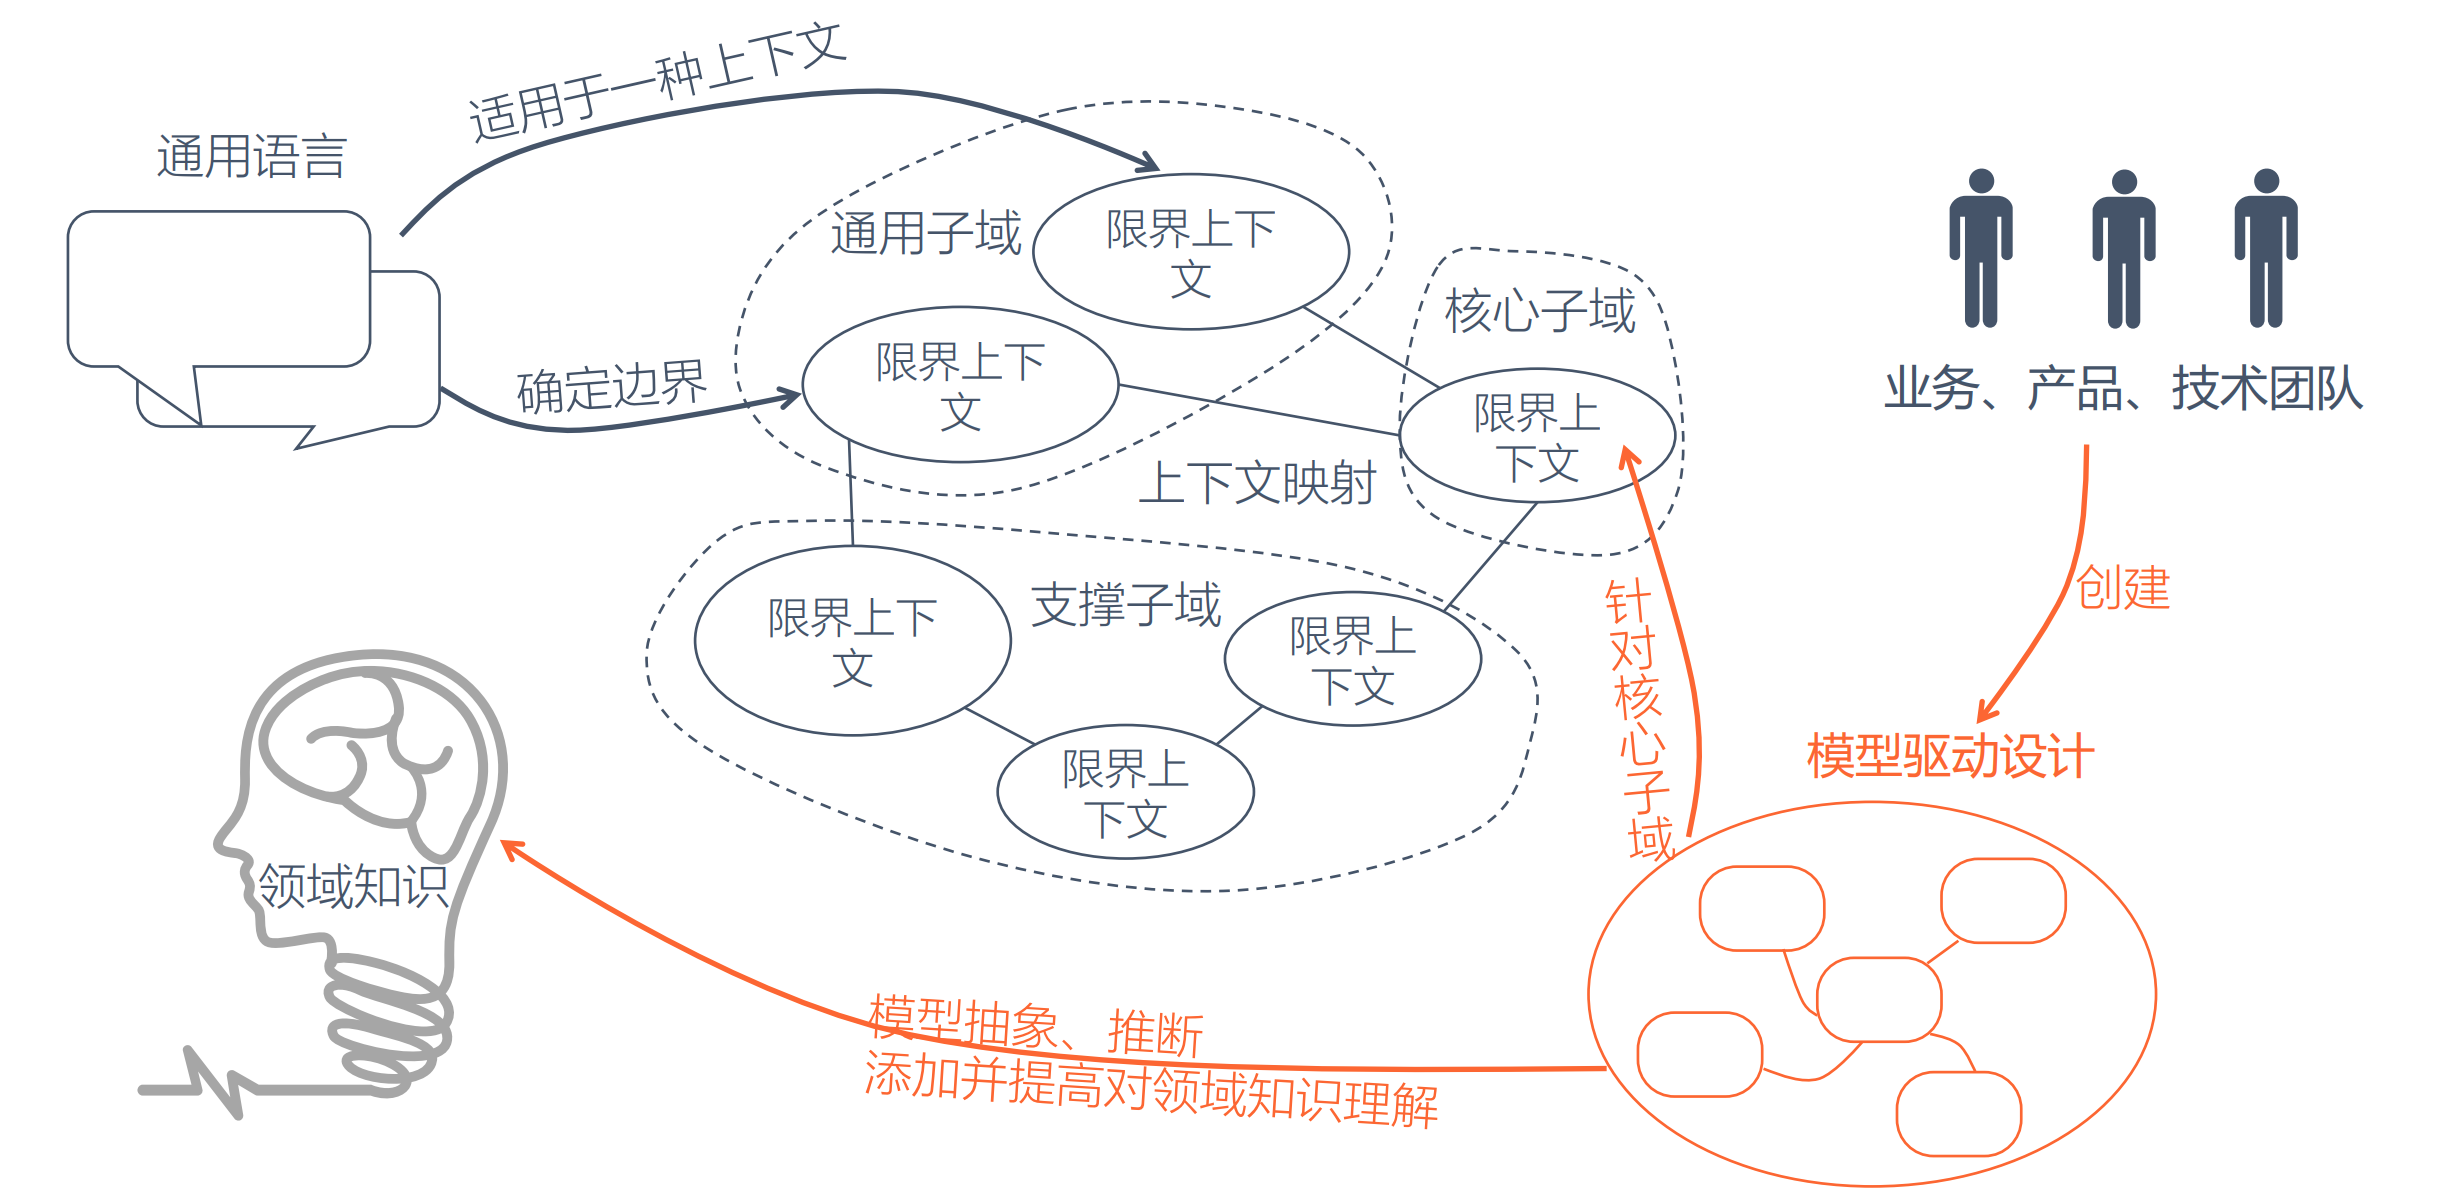 适用于一种上下文
通用语言
通用子域
限界上下
文
核心子域
确定边界
限界上下
文
业务、产品、技术团队
限界上
下文
上下文映射
支撑子域
限界上下
文
限界上
下文
创建
针对核心子域
限界上
下文
模型驱动设计
领域知识
模型抽象、推断
添加并提高对领域知识理解